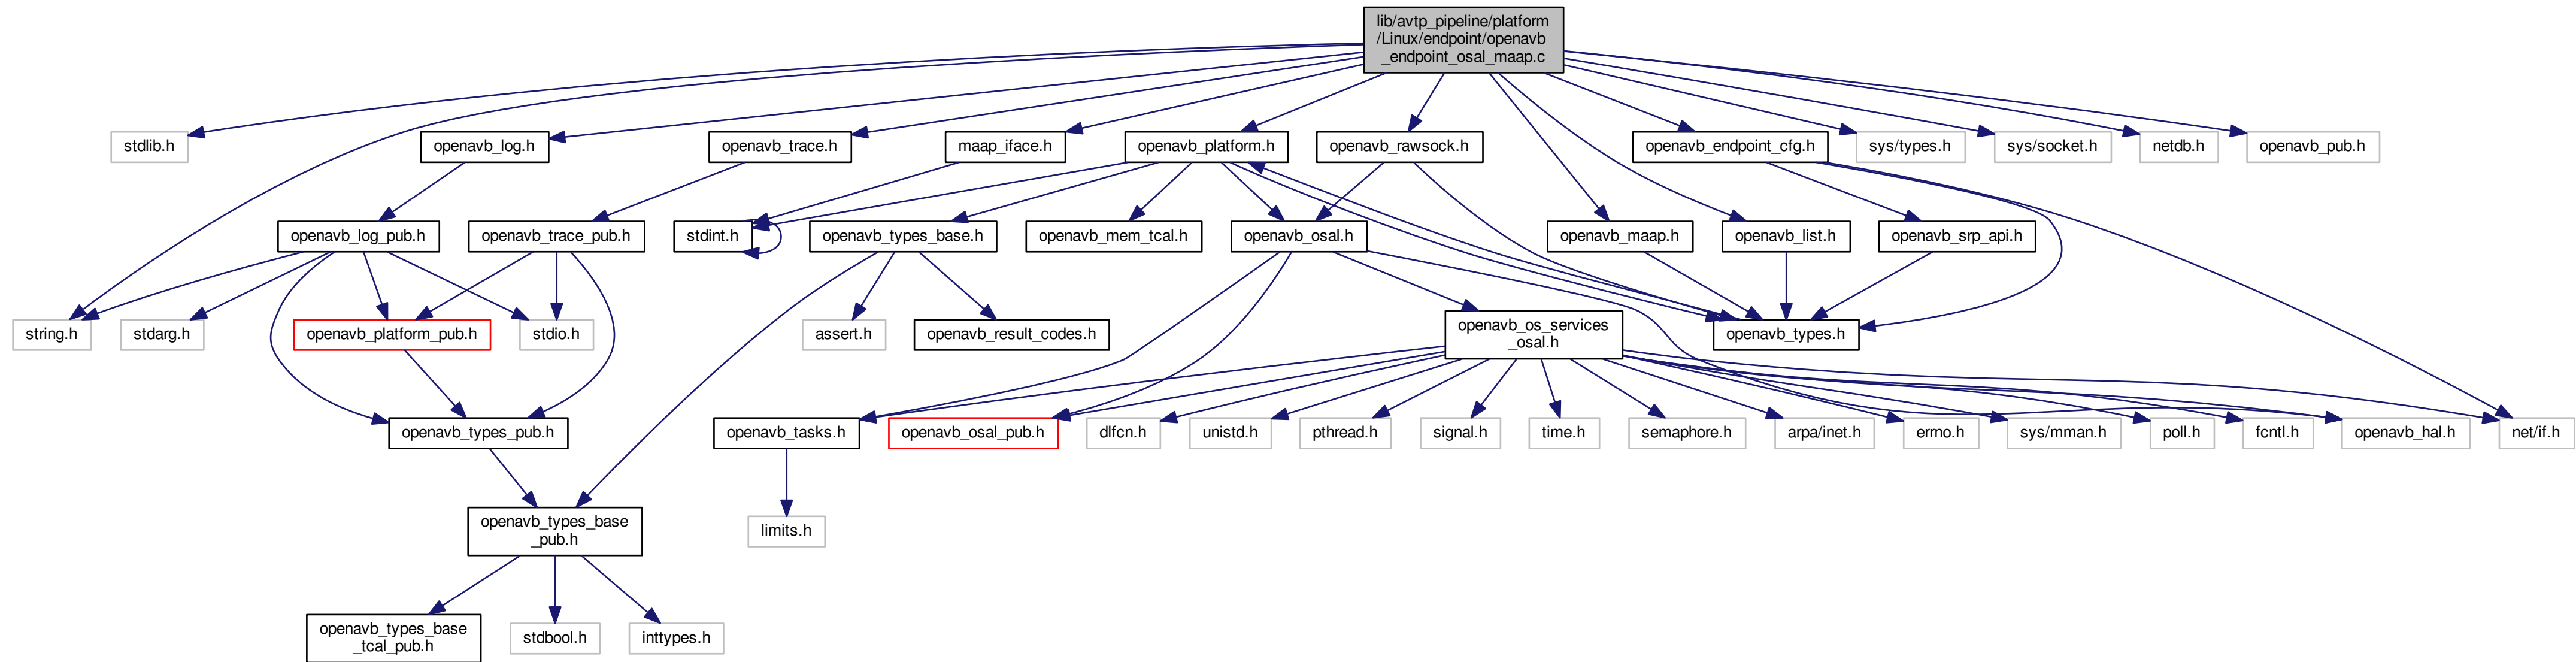 lib/avtp_pipeline/platform
/Linux/endpoint/openavb
_endpoint_osal_maap.c
stdlib.h
openavb_log.h
openavb_trace.h
maap_iface.h
openavb_platform.h
openavb_rawsock.h
openavb_endpoint_cfg.h
sys/types.h
sys/socket.h
netdb.h
openavb_pub.h
openavb_log_pub.h
openavb_trace_pub.h
stdint.h
openavb_types_base.h
openavb_mem_tcal.h
openavb_osal.h
openavb_maap.h
openavb_list.h
openavb_srp_api.h
string.h
stdarg.h
openavb_platform_pub.h
stdio.h
assert.h
openavb_result_codes.h
openavb_os_services
_osal.h
openavb_types.h
openavb_types_pub.h
openavb_tasks.h
openavb_osal_pub.h
dlfcn.h
unistd.h
pthread.h
signal.h
time.h
semaphore.h
arpa/inet.h
errno.h
sys/mman.h
poll.h
fcntl.h
openavb_hal.h
net/if.h
openavb_types_base
_pub.h
limits.h
openavb_types_base
_tcal_pub.h
stdbool.h
inttypes.h